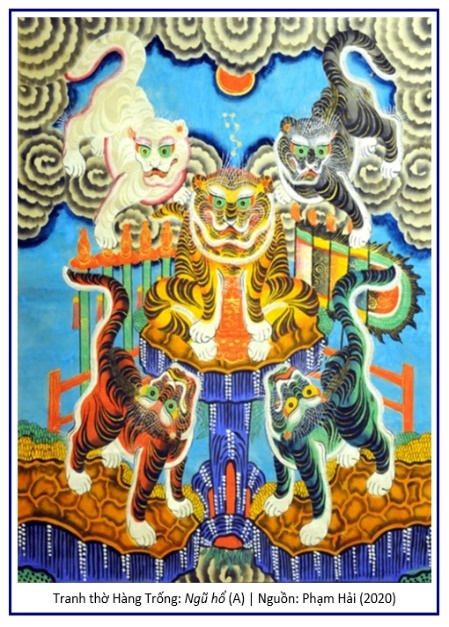 Tranh thờ Hàng Trống: Ngũ hổ (A) | Nguồn: Phạm Hải (2020)